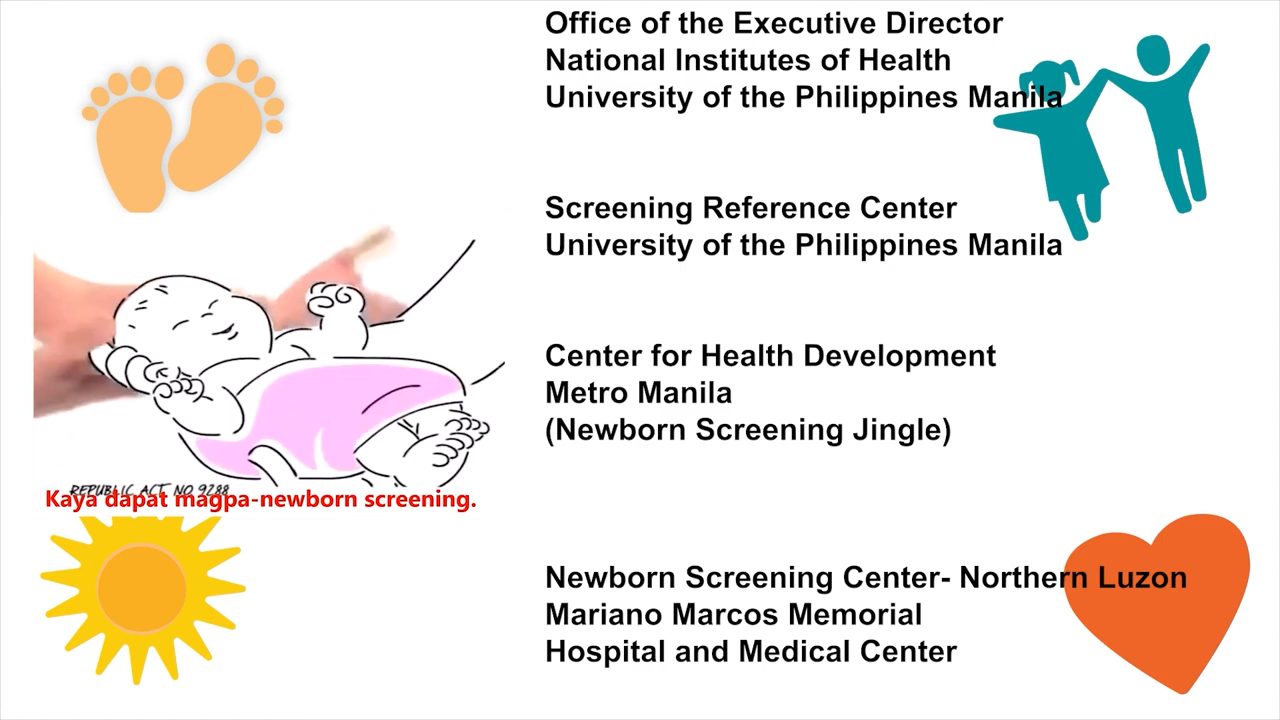 Office of the Executive Director
National Institutes of Health
University of the Philippines Manila
Screening Reference Center
University of the Philippines Manila
Center for Health Development
Metro Manila
(Newborn Screening Jingle)
REPUBLIC ACT NO 9288
Kaya dapat magpa-newborn screening.
Newborn Screening Center- Northern Luzon
Mariano Marcos Memorial
Hospital and Medical Center